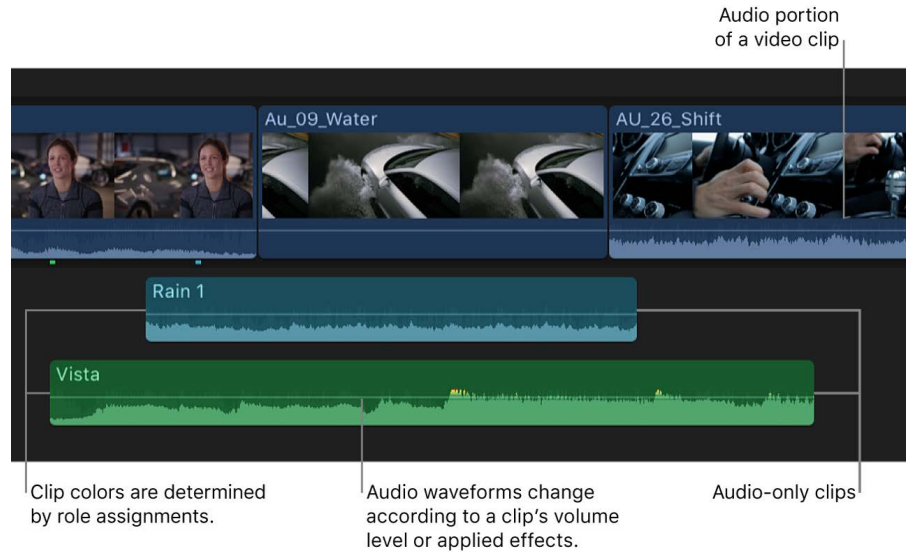 Audio portion
of a video clip
Au_09_Water
AU_26_Shift
Rain 1
Vista
Clip colors are determined
by role assignments.
Audio waveforms change
according to a clip‘s volume
level or applied effects.
Audio-only clips